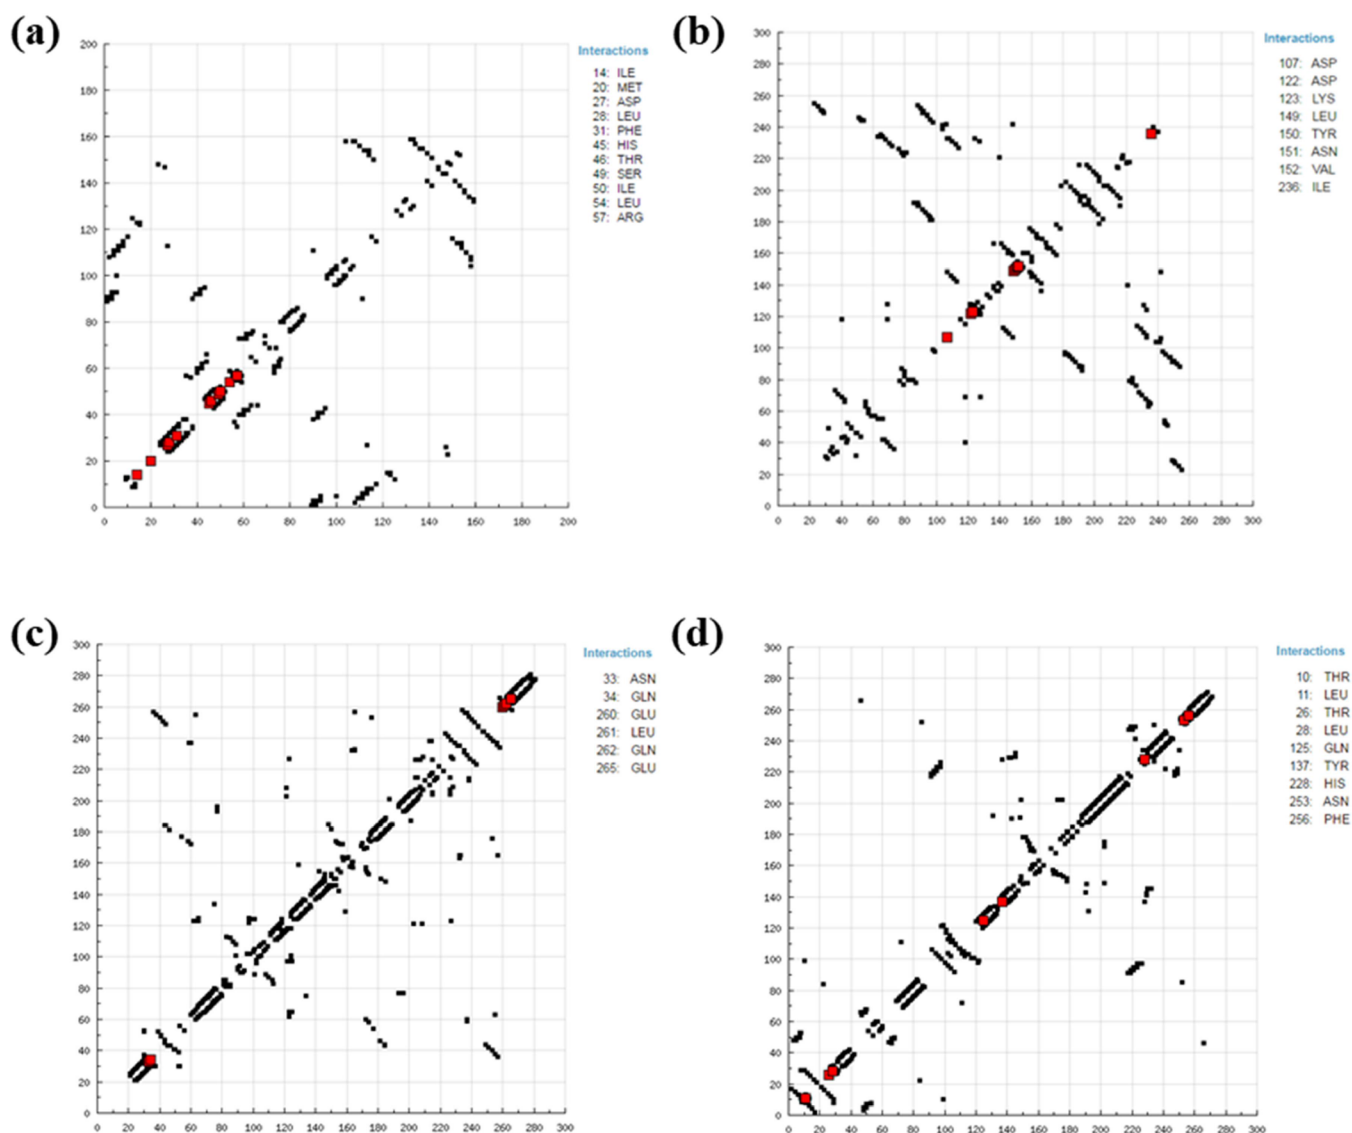 (a)
Interactions
14: ILE
20: MET
27: ASP
28: LEU
31: PHE
45: HIS
46: THR
49: SER
50: ILE
54: LEU
57: ARG
200
180
160
140
120
100
80
60
40
20
0
0 20 40 60 80 100 120 140 160 180 200
(b)
Interactions
107: ASP
122: ASP
123: LYS
149: LEU
150: TYR
151: ASN
152: VAL
236: ILE
300
280
260
240
220
200
180
160
140
120
100
80
60
40
20
0
0 20 40 60 80 100 120 140 160 180 200 220 240 260 280 300
(c)
Interactions
33: ASN
34: GLN
260: GLU
261: LEU
262: GLN
265: GLU
300
280
260
240
220
200
180
160
140
120
100
80
60
40
20
0
0 20 40 60 80 100 120 140 160 180 200 220 240 260 280 300
(d)
Interactions
10: THR
11: LEU
26: THR
28: LEU
125: GLN
137: TYR
228: HIS
253: ASN
256: PHE
300
280
260
240
220
200
180
160
140
120
100
80
60
40
20
0
0 20 40 60 80 100 120 140 160 180 200 220 240 260 280 300